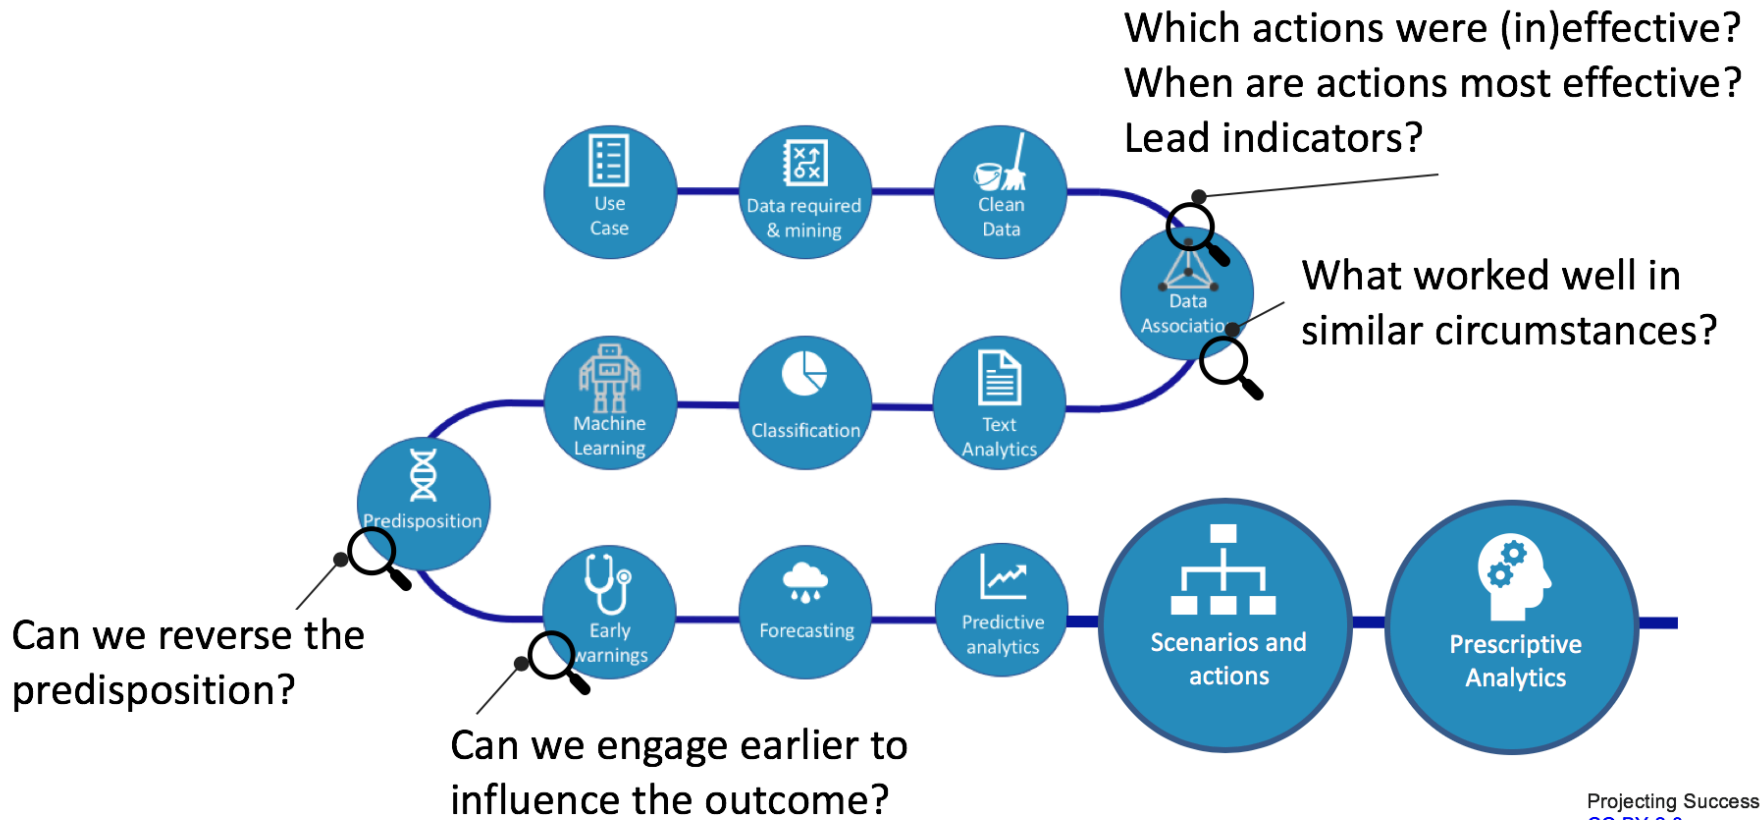 Which actions were (in)effective?
When are actions most effective?
Lead indicators?
Use
Case
Data required
& mining
Clean
Data
Data
Association
What worked well in
similar circumstances?
Machine
Learning
Classification
Text
Analytics
Predisposition
Can we reverse the
predisposition?
Early
warnings
Forecasting
Predictive
analytics
Scenarios and
actions
Prescriptive
Analytics
Can we engage earlier to
influence the outcome?
Projecting Success